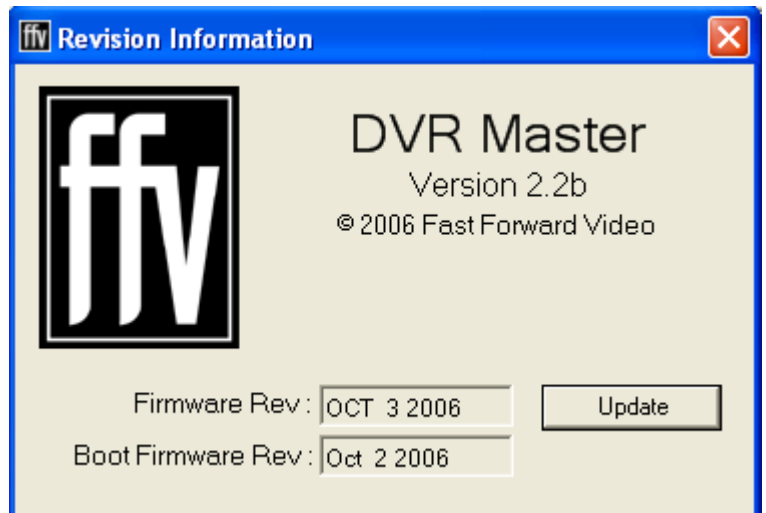 ffv Revision Information
ffv
DVR Master
Version 2.2b
© 2006 Fast Forward Video
Firmware Rev : OCT  3 2006 Update
Boot Firmware Rev : Oct  2 2006